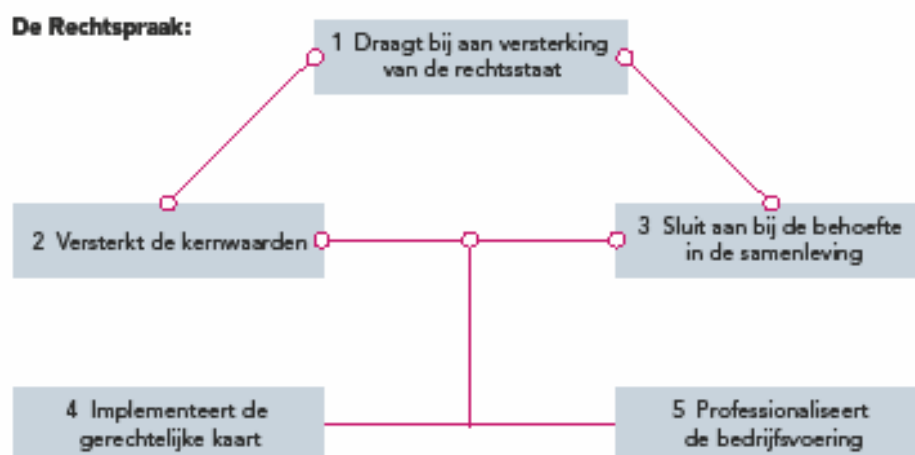 De Rechtspraak:
1 Draagt bij aan versterking
van de rechtsstaat
2 Versterkt de kernwaarden
3 Sluit aan bij de behoefte
in de samenleving
4 Implementeert de
gerechtelijke kaart
5 Professionaliseert
de bedrijfsvoering